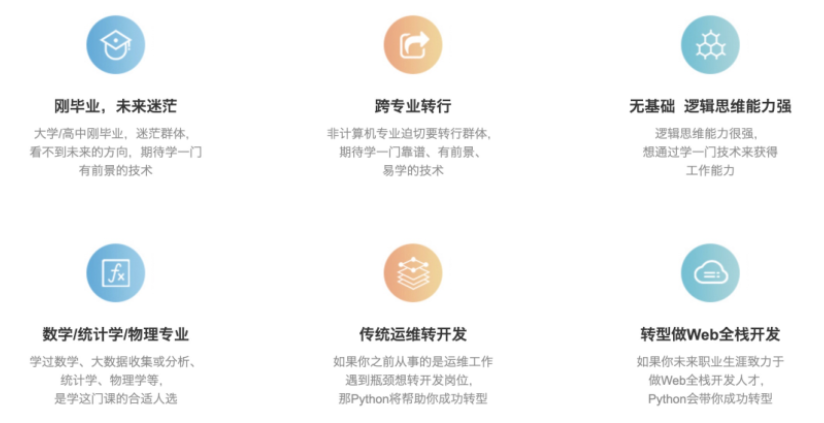 刚毕业，未来迷茫
大学/高中刚毕业，迷茫群体，
看不到未来的方向，期待学一门
有前景的技术
跨专业转行
非计算机专业迫切要转行群体，
期待学一门靠谱、有前景、
易学的技术
无基础 逻辑思维能力强
逻辑思维能力很强，
想通过学一门技术来获得
工作能力
fx
数学/统计学/物理专业
学过数学、大数据收集或分析、
统计学、物理学等，
是学这门课的合适人选
传统运维转开发
如果你之前从事的是运维工作
遇到瓶颈想转开发岗位，
那Python将帮助你成功转型
转型做Web全栈开发
如果你未来职业生涯致力于
做Web全栈开发人才，
Python会带你成功转型